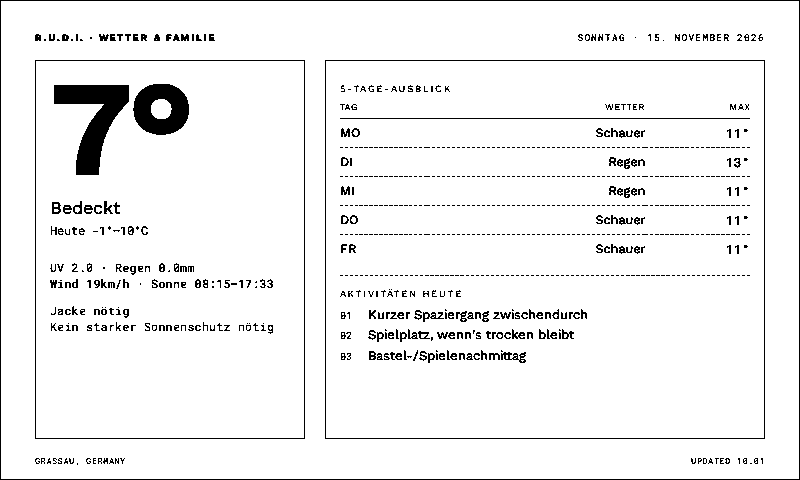 R.U.D.I. · WETTER & FAMILIE
SONNTAG · 15. NOVEMBER 2026
7°
Bedeckt
Heute -1°–10°C
UV 2.0 · Regen 0.0mm
Wind 19km/h · Sonne 08:15–17:33
Jacke nötig
Kein starker Sonnenschutz nötig
5-TAGE-AUSBLICK
TAG WETTER MAX
MO Schauer 11°
DI Regen 13°
MI Regen 11°
DO Schauer 11°
FR Schauer 11°
AKTIVITÄTEN HEUTE
01 Kurzer Spaziergang zwischendurch
02 Spielplatz, wenn's trocken bleibt
03 Bastel-/Spielenachmittag
GRASSAU, GERMANY
UPDATED 10.01